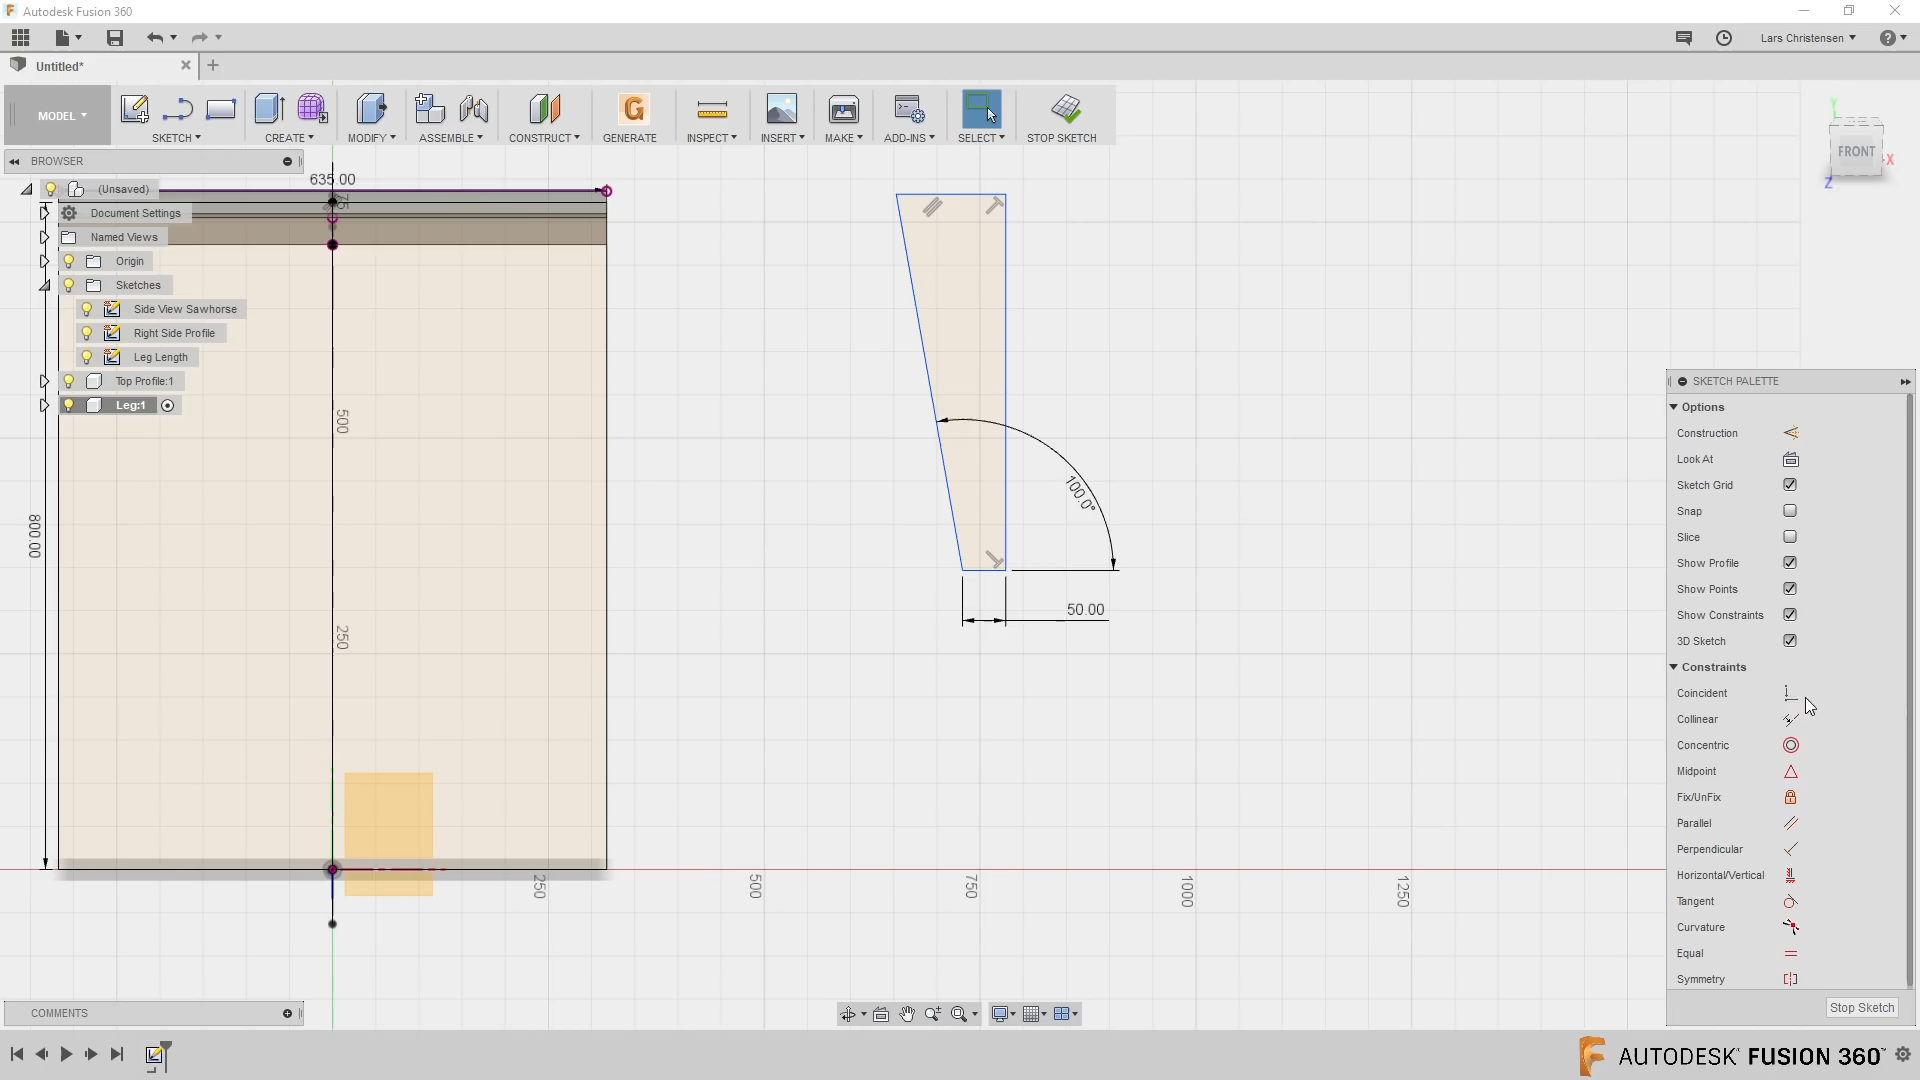 Autodesk Fusion 360
Lars Christensen
Untitled*
MODEL
SKETCH
CREATE
MODIFY
ASSEMBLE
CONSTRUCT
GENERATE
INSPECT
INSERT
MAKE
ADD-INS
SELECT
STOP SKETCH
BROWSER
(Unsaved)
Document Settings
Named Views
Origin
Sketches
Side View Sawhorse
Right Side Profile
Leg Length
Top Profile:1
Leg:1
635.00
75
500
250
800.00
250
500
750
1000
1250
100.0°
50.00
FRONT
X
Y
Z
SKETCH PALETTE
Options
Construction
Look At
Sketch Grid
Snap
Slice
Show Profile
Show Points
Show Constraints
3D Sketch
Constraints
Coincident
Collinear
Concentric
Midpoint
Fix/UnFix
Parallel
Perpendicular
Horizontal/Vertical
Tangent
Curvature
Equal
Symmetry
Stop Sketch
COMMENTS
AUTODESK FUSION 360™